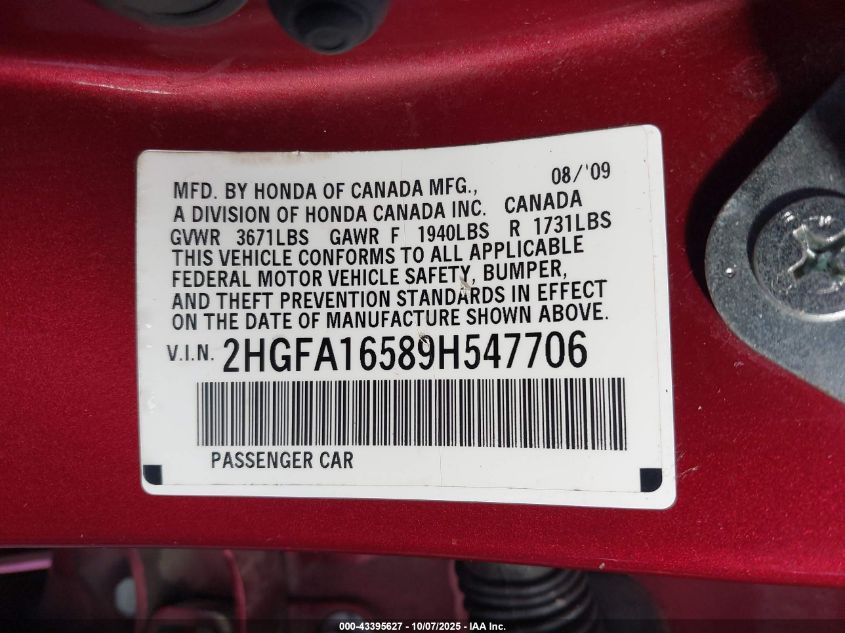 MFD. BY HONDA OF CANADA MFG., 08/'09
A DIVISION OF HONDA CANADA INC. CANADA
GVWR 3671LBS GAWR F 1940LBS R 1731LBS
THIS VEHICLE CONFORMS TO ALL APPLICABLE
FEDERAL MOTOR VEHICLE SAFETY, BUMPER,
AND THEFT PREVENTION STANDARDS IN EFFECT
ON THE DATE OF MANUFACTURE SHOWN ABOVE.
V.I.N. 2HGFA16589H547706
PASSENGER CAR
000-43395627 - 10/07/2025 - IAA Inc.